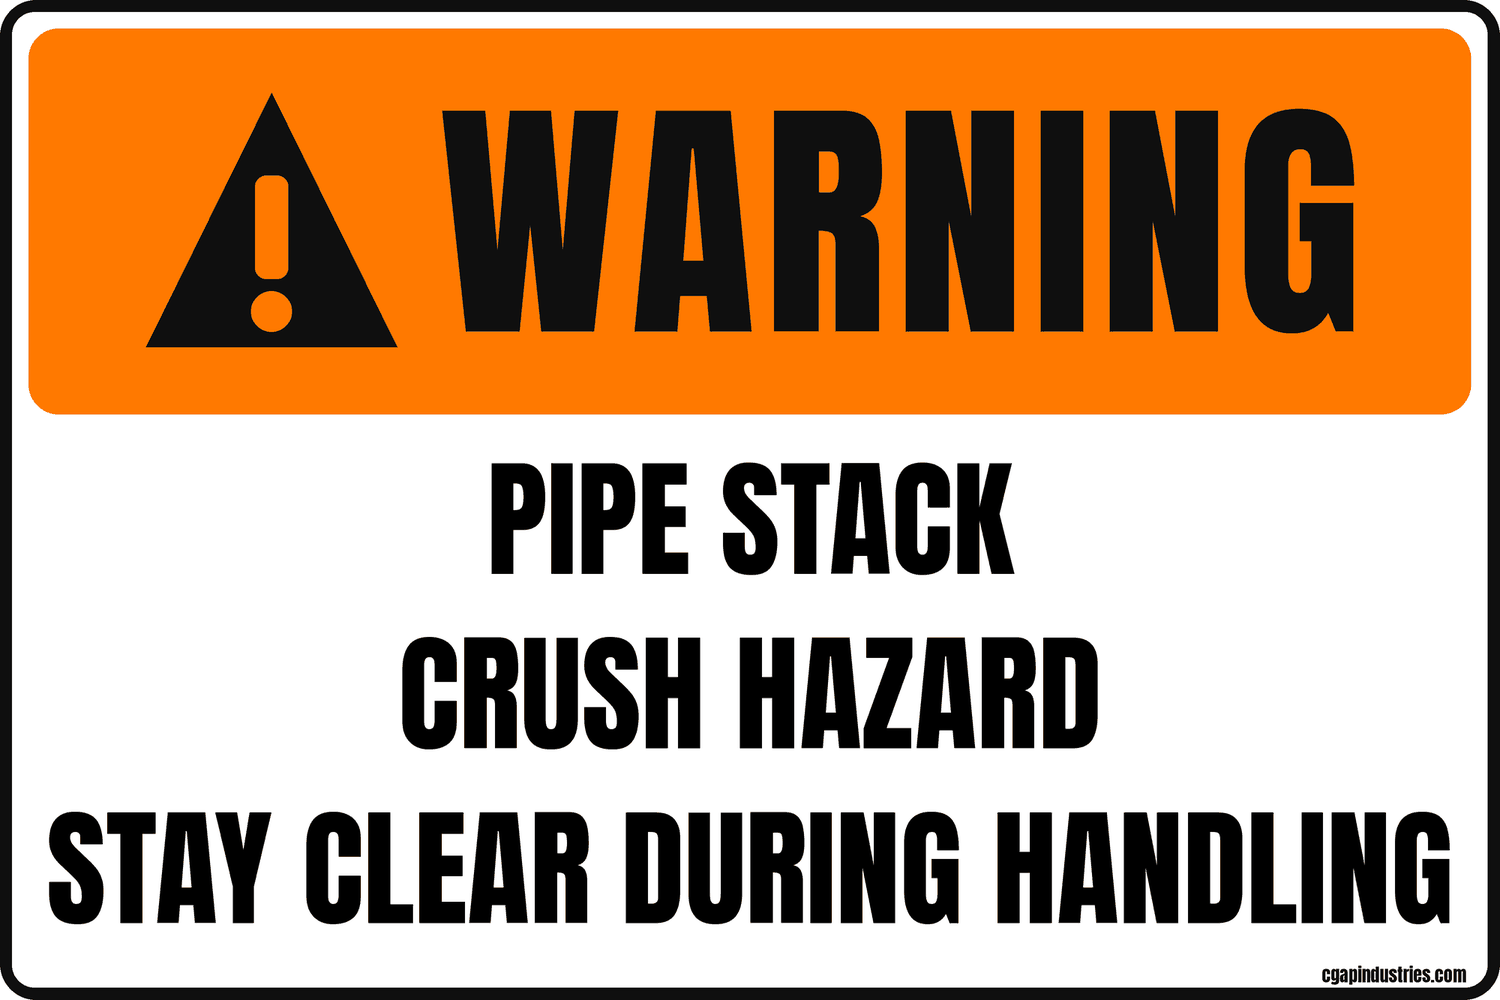 WARNING
PIPE STACK
CRUSH HAZARD
STAY CLEAR DURING HANDLING
cgapindustries.com